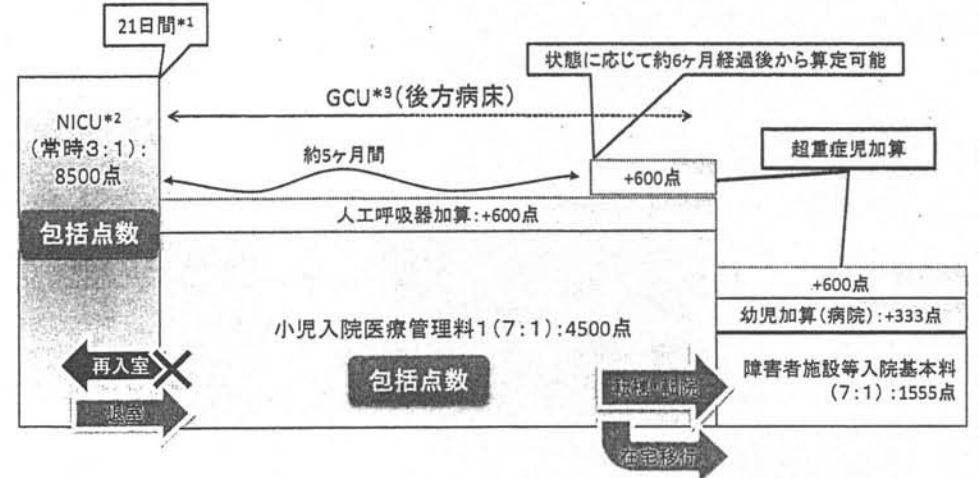 21日間*1
状態に応じて約6ヶ月経過後から算定可能
GCU*3(後方病床)
NICU*2
(常時3:1):
8500点
超重症児加算
約5ヶ月間
+600点
人工呼吸器加算:+600点
包括点数
+600点
幼児加算(病院):+333点
小児入院医療管理料1(7:1):4500点
再入室
包括点数
障害者施設等入院基本料
(7:1):1555点
転棟・転院
退室
在宅移行